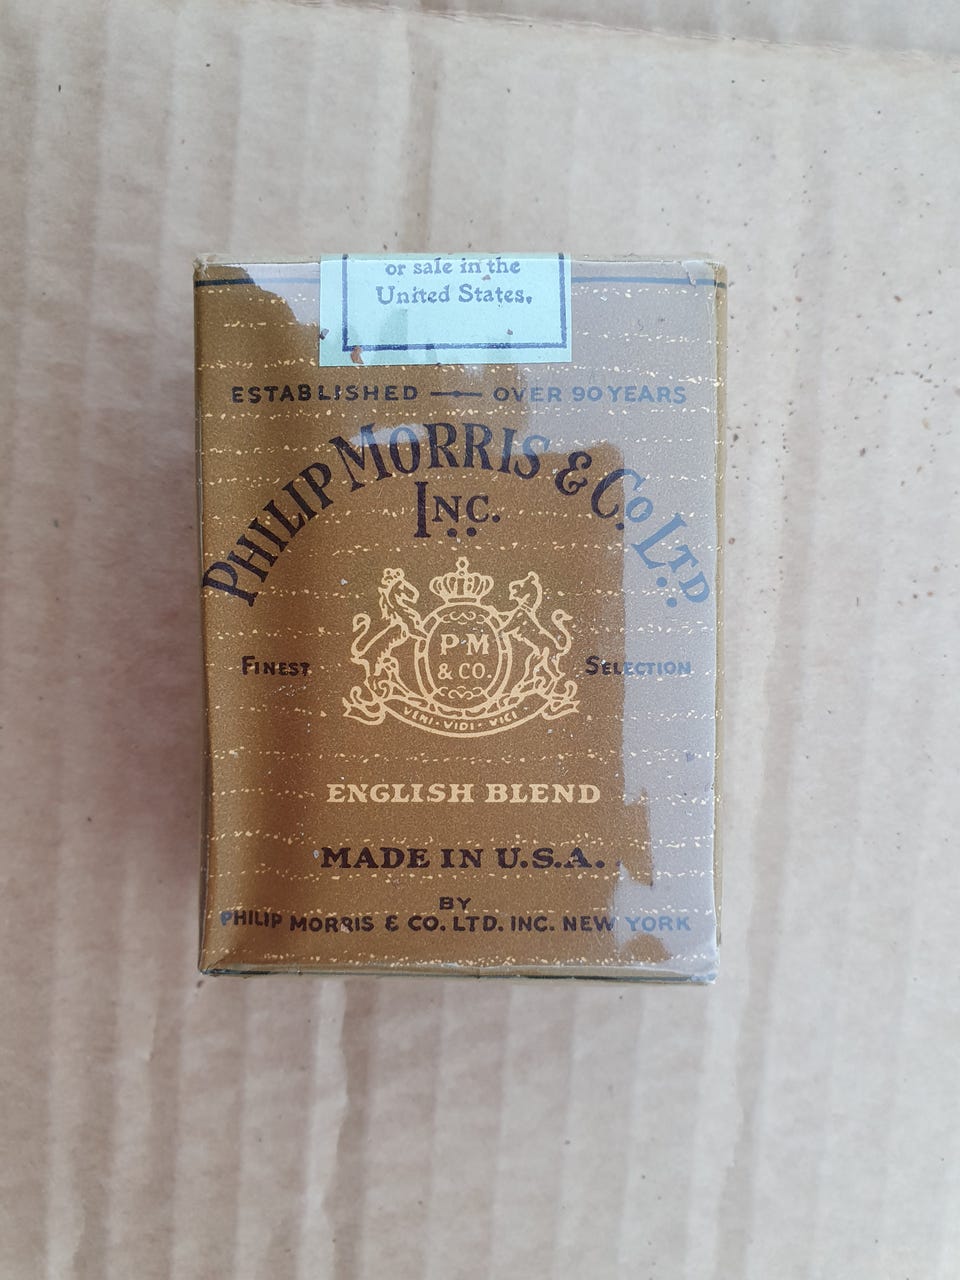 or sale in the
United States.
ESTABLISHED — OVER 90 YEARS
PHILIP MORRIS & Co. LTD.
INC.
P·M
& CO.
FINEST SELECTION
VENI·VIDI·VICI
ENGLISH BLEND
MADE IN U.S.A.
BY
PHILIP MORRIS & CO. LTD. INC. NEW YORK